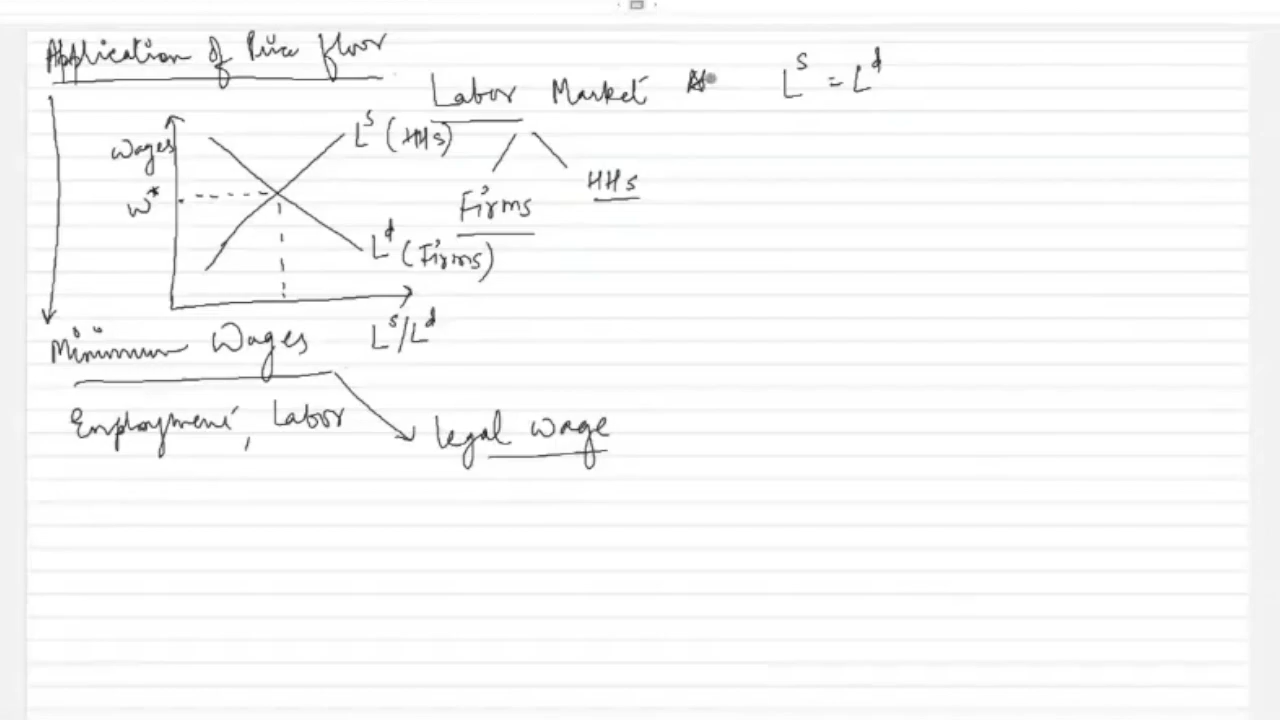 Application of Price floor
Labor Market
L^s = L^d
Wages
L^s (HHs)
HHs
W*
Firms
L^d (Firms)
Minimum Wages
L^s/L^d
Employment, Labor
legal wage